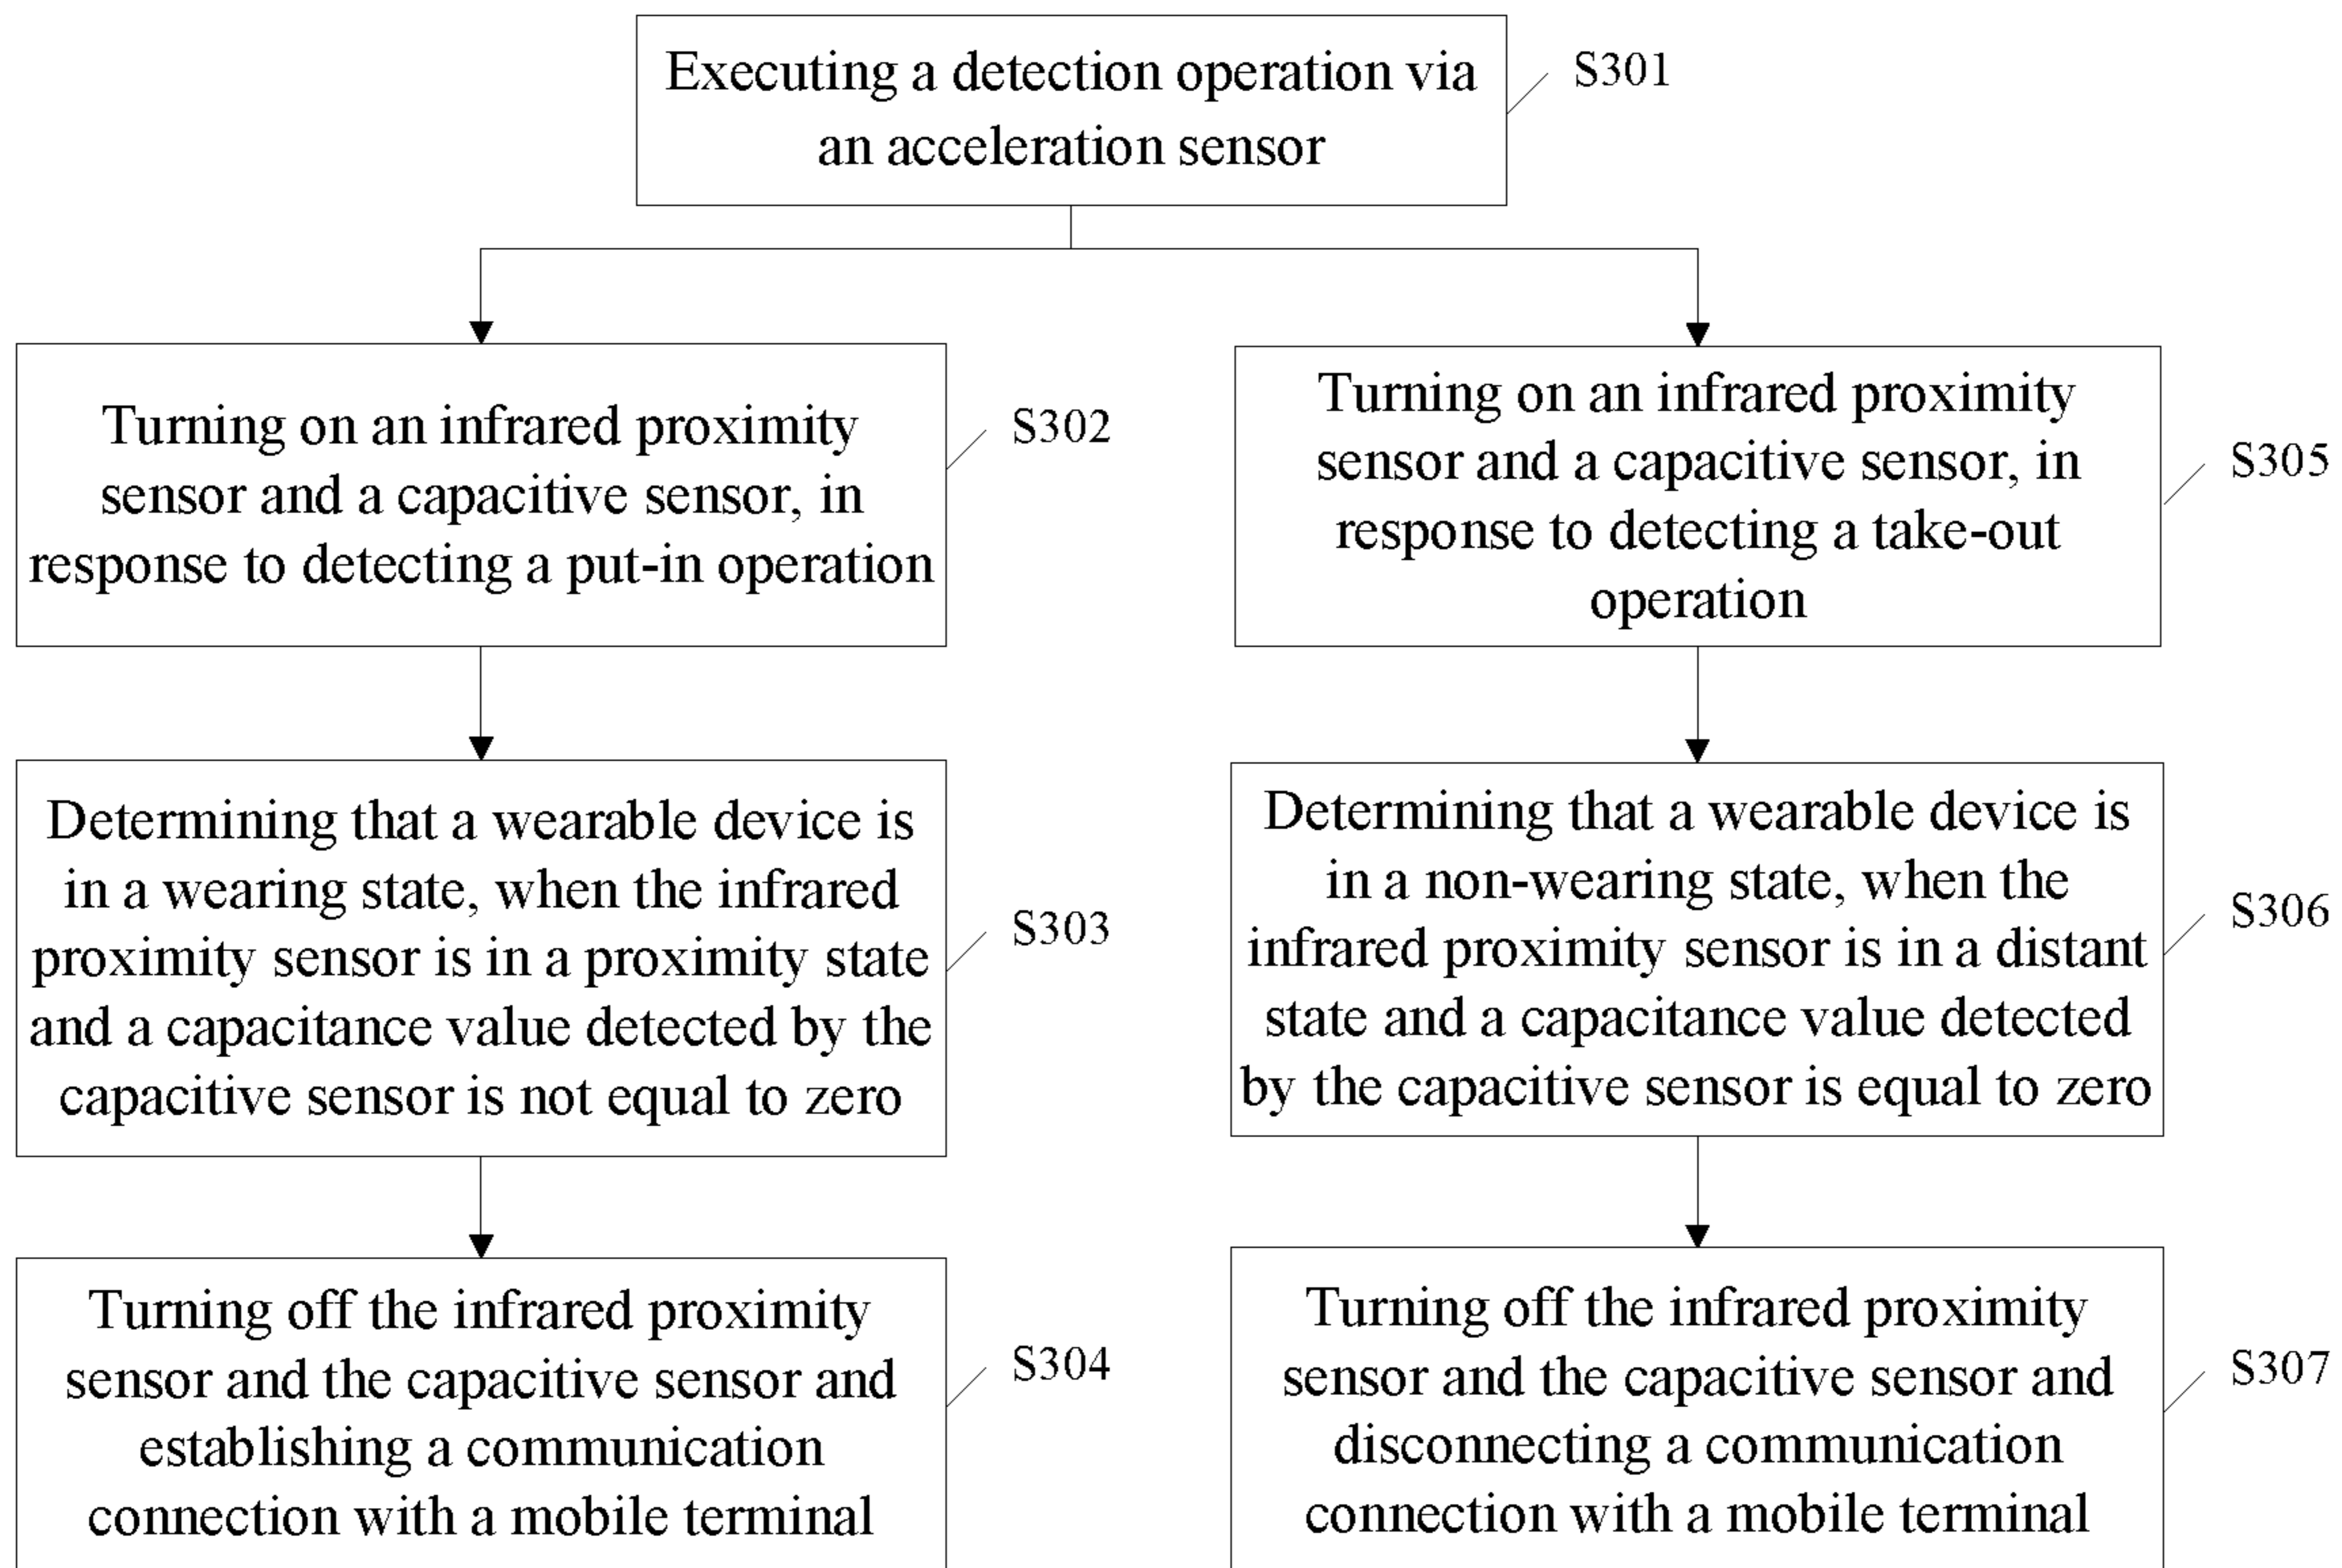 Executing a detection operation via
an acceleration sensor
S301
Turning on an infrared proximity
sensor and a capacitive sensor, in
response to detecting a put-in operation
S302
Determining that a wearable device is
in a wearing state, when the infrared
proximity sensor is in a proximity state
and a capacitance value detected by the
capacitive sensor is not equal to zero
S303
Turning off the infrared proximity
sensor and the capacitive sensor and
establishing a communication
connection with a mobile terminal
S304
Turning on an infrared proximity
sensor and a capacitive sensor, in
response to detecting a take-out
operation
S305
Determining that a wearable device is
in a non-wearing state, when the
infrared proximity sensor is in a distant
state and a capacitance value detected
by the capacitive sensor is equal to zero
S306
Turning off the infrared proximity
sensor and the capacitive sensor and
disconnecting a communication
connection with a mobile terminal
S307